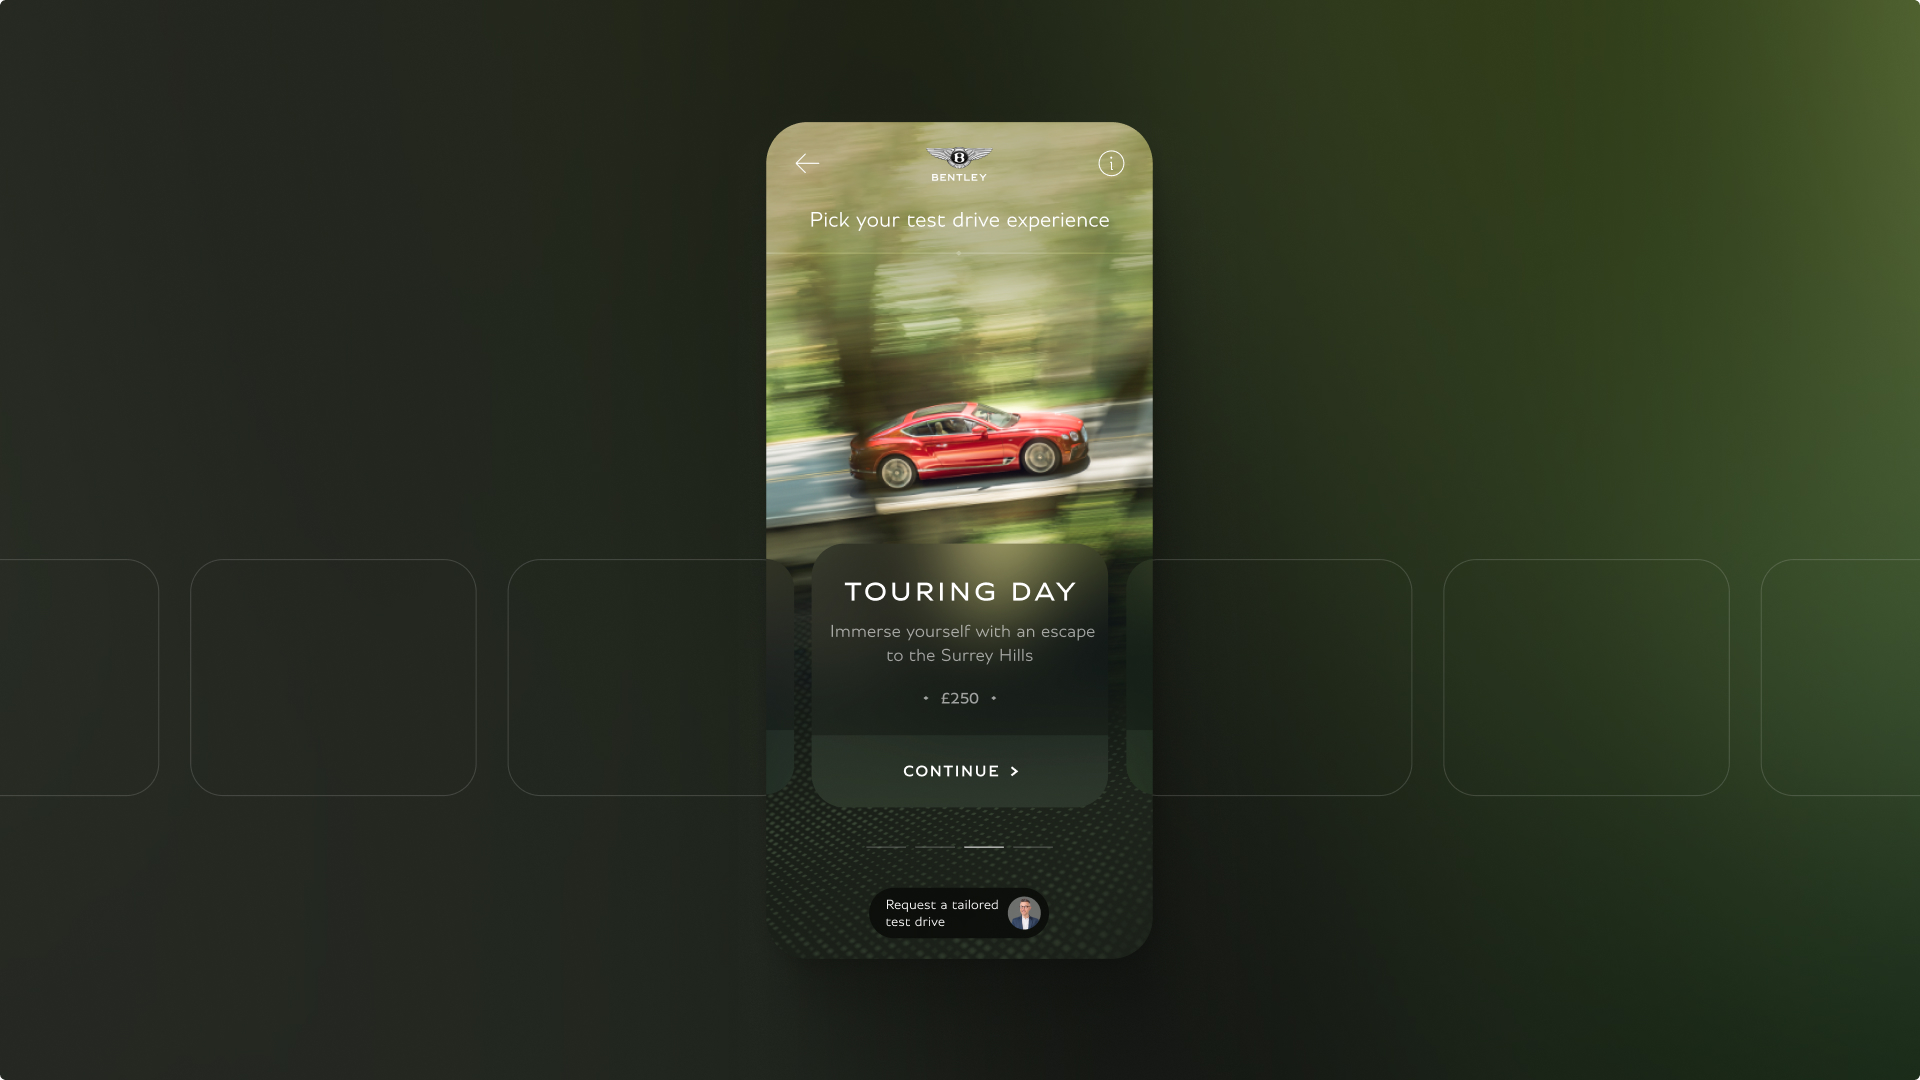 B
BENTLEY
Pick your test drive experience
TOURING DAY
Immerse yourself with an escape
to the Surrey Hills
£250
CONTINUE >
Request a tailored
test drive